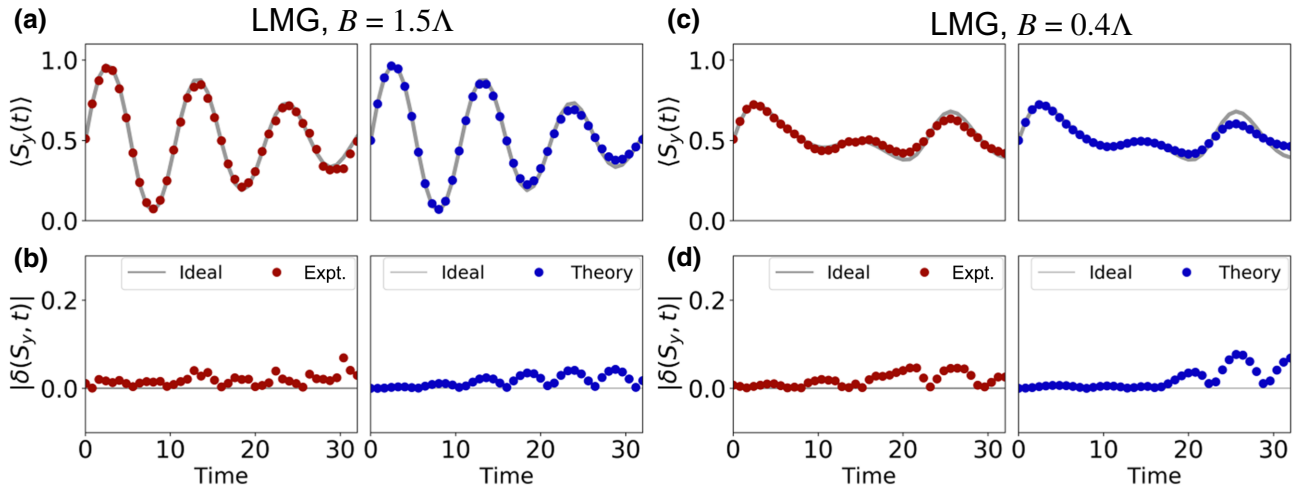 (a) LMG, B = 1.5Λ
(c) LMG, B = 0.4Λ
1.0
0.5
0.0
⟨S_y(t)⟩
1.0
0.5
0.0
⟨S_y(t)⟩
(b)
Ideal Expt.
Ideal Theory
0.2
0.0
|δ(S_y, t)|
0 10 20 30
Time
0 10 20 30
Time
(d)
Ideal Expt.
Ideal Theory
0.2
0.0
|δ(S_y, t)|
0 10 20 30
Time
0 10 20 30
Time